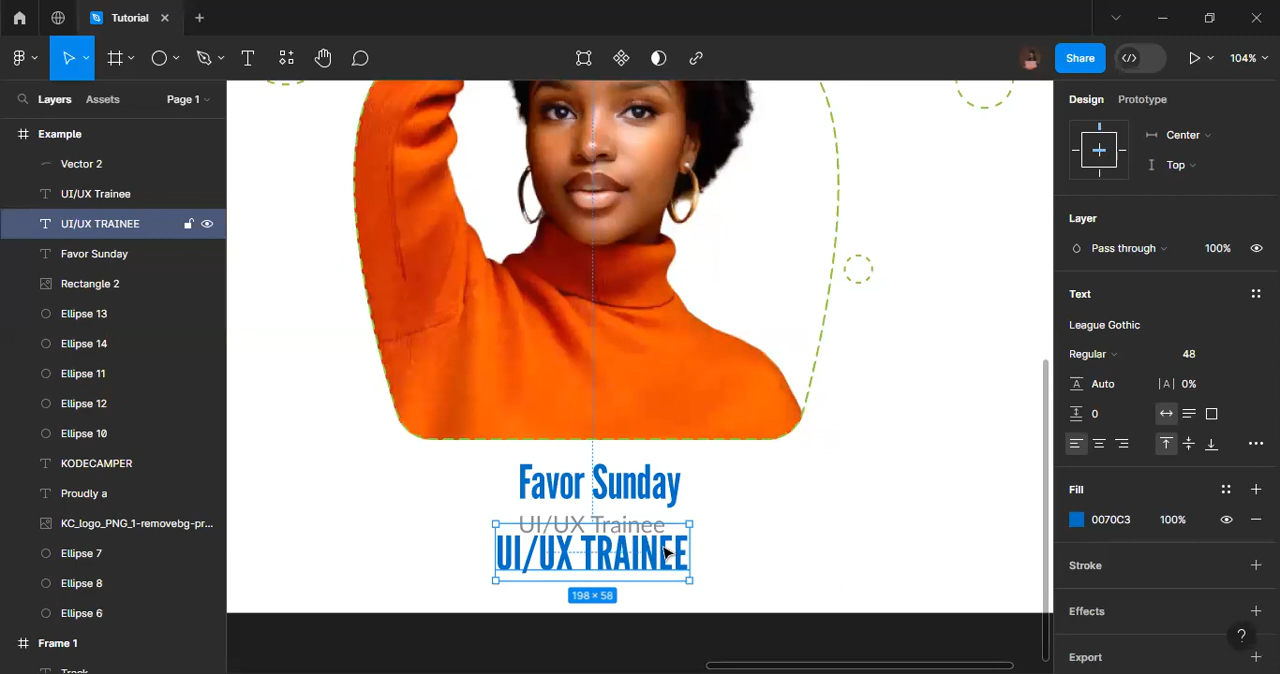 Tutorial
Share
104%
Layers
Assets
Page 1
Example
Vector 2
UI/UX Trainee
UI/UX TRAINEE
Favor Sunday
Rectangle 2
Ellipse 13
Ellipse 14
Ellipse 11
Ellipse 12
Ellipse 10
KODECAMPER
Proudly a
KC_logo_PNG_1-removebg-pr...
Ellipse 7
Ellipse 8
Ellipse 6
Frame 1
Track
Favor Sunday
UI/UX Trainee
UI/UX TRAINEE
198 × 58
Design
Prototype
Center
Top
Layer
Pass through
100%
Text
League Gothic
Regular
48
Auto
|A| 0%
0
Fill
0070C3
100%
Stroke
Effects
Export
?